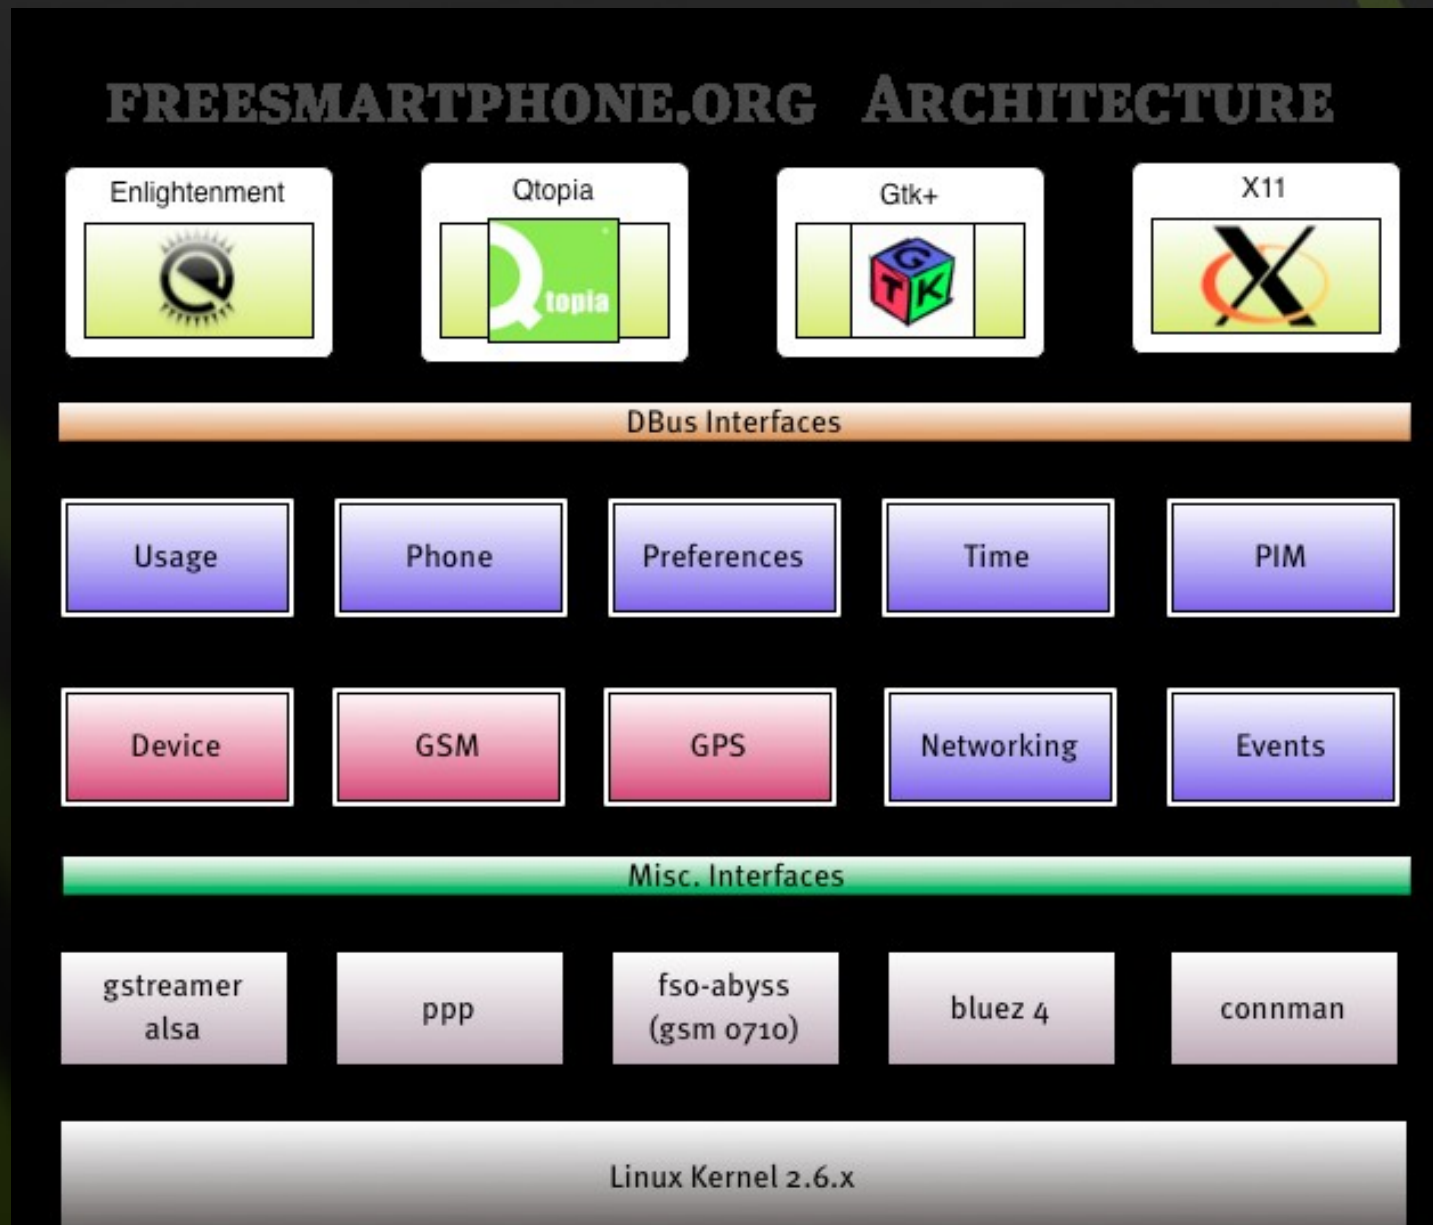 FREESMARTPHONE.ORG ARCHITECTURE
Enlightenment
Qtopia
Gtk+
X11
Qtopia
G
T K
X
DBus Interfaces
Usage
Phone
Preferences
Time
PIM
Device
GSM
GPS
Networking
Events
Misc. Interfaces
gstreamer
alsa
ppp
fso-abyss
(gsm 0710)
bluez 4
connman
Linux Kernel 2.6.x